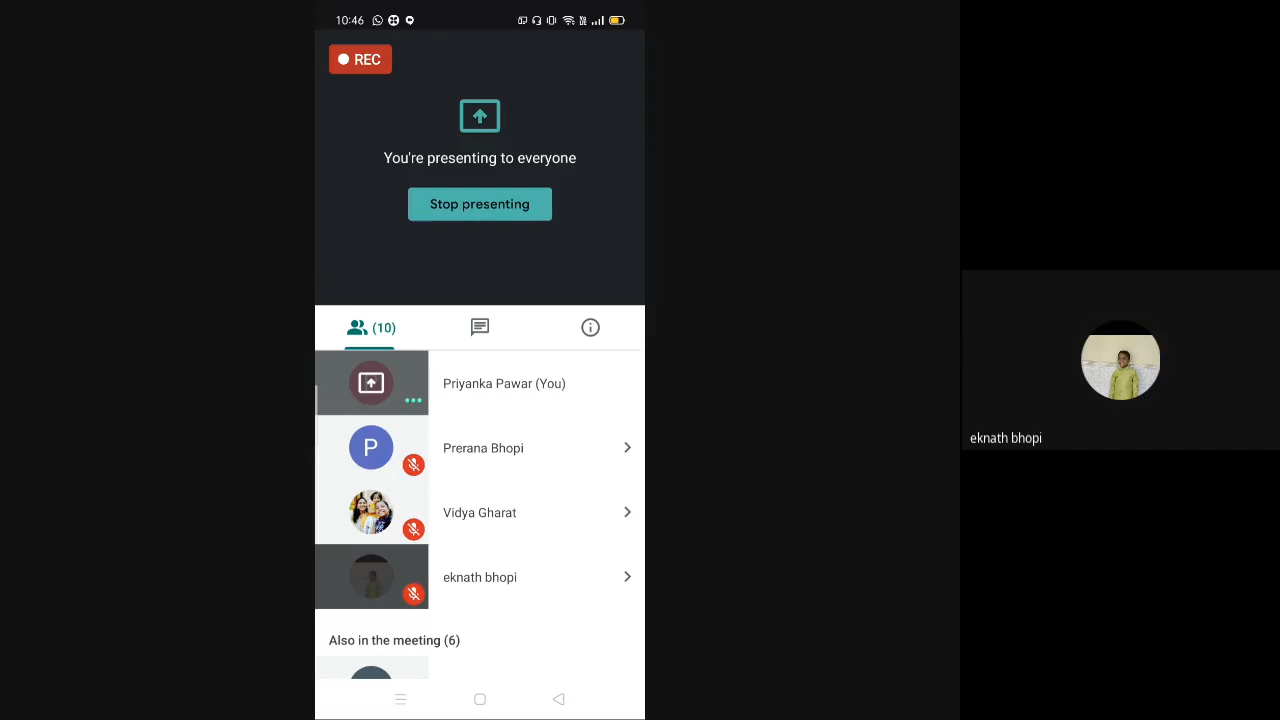 10:46
REC
You're presenting to everyone
Stop presenting
(10)
Priyanka Pawar (You)
P
Prerana Bhopi
Vidya Gharat
eknath bhopi
Also in the meeting (6)
eknath bhopi